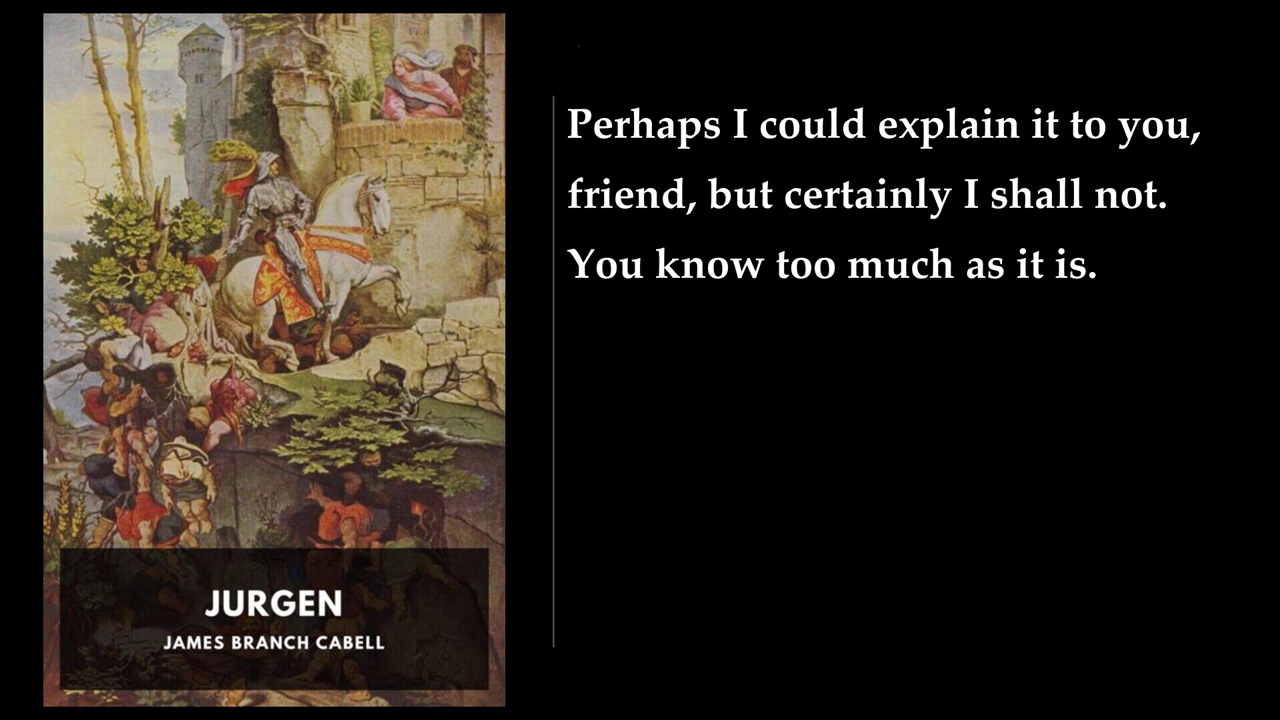 Perhaps I could explain it to you,
friend, but certainly I shall not.
You know too much as it is.
JURGEN
JAMES BRANCH CABELL